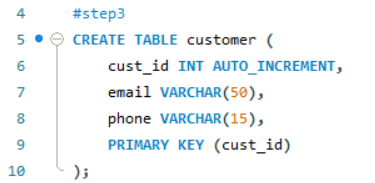 4 #step3
5 CREATE TABLE customer (
6 cust_id INT AUTO_INCREMENT,
7 email VARCHAR(50),
8 phone VARCHAR(15),
9 PRIMARY KEY (cust_id)
10 );